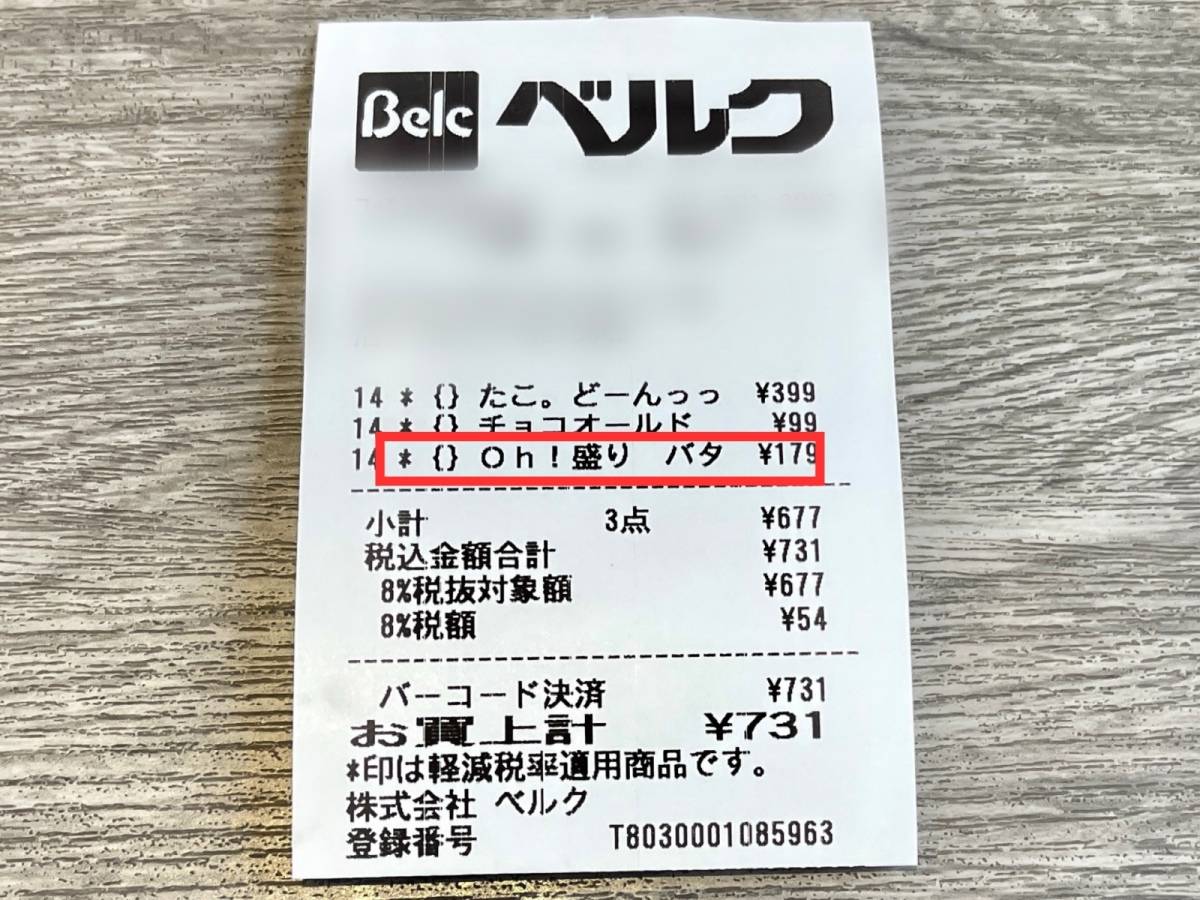 Belc ベルク
14 * {} たこ。どーんっっ ¥399
14 * {} チョコオールド ¥99
14 * {} Oh!盛り バタ ¥179
小計 3点 ¥677
税込金額合計 ¥731
8%税抜対象額 ¥677
8%税額 ¥54
バーコード決済 ¥731
お買上計 ¥731
*印は軽減税率適用商品です。
株式会社 ベルク
登録番号 T8030001085963